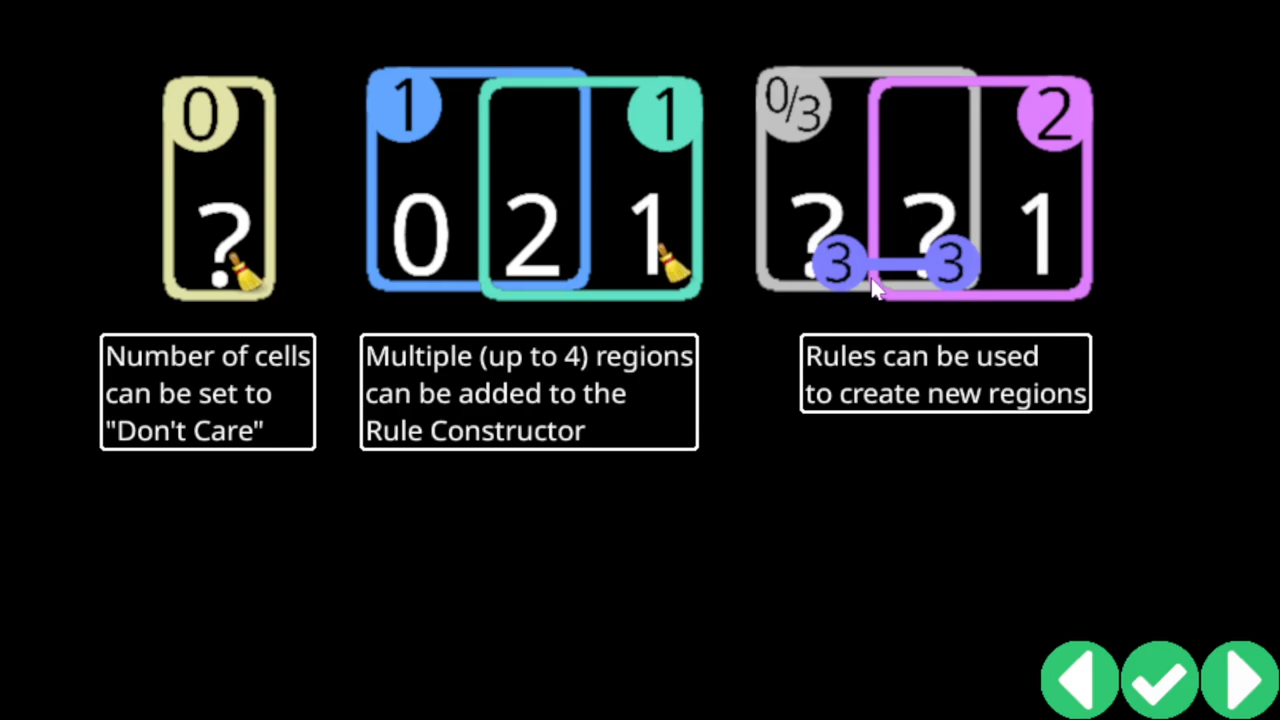 0
?
1
1
0 2 1
0/3
2
? ? 1
3 3
Number of cells
can be set to
"Don't Care"
Multiple (up to 4) regions
can be added to the
Rule Constructor
Rules can be used
to create new regions